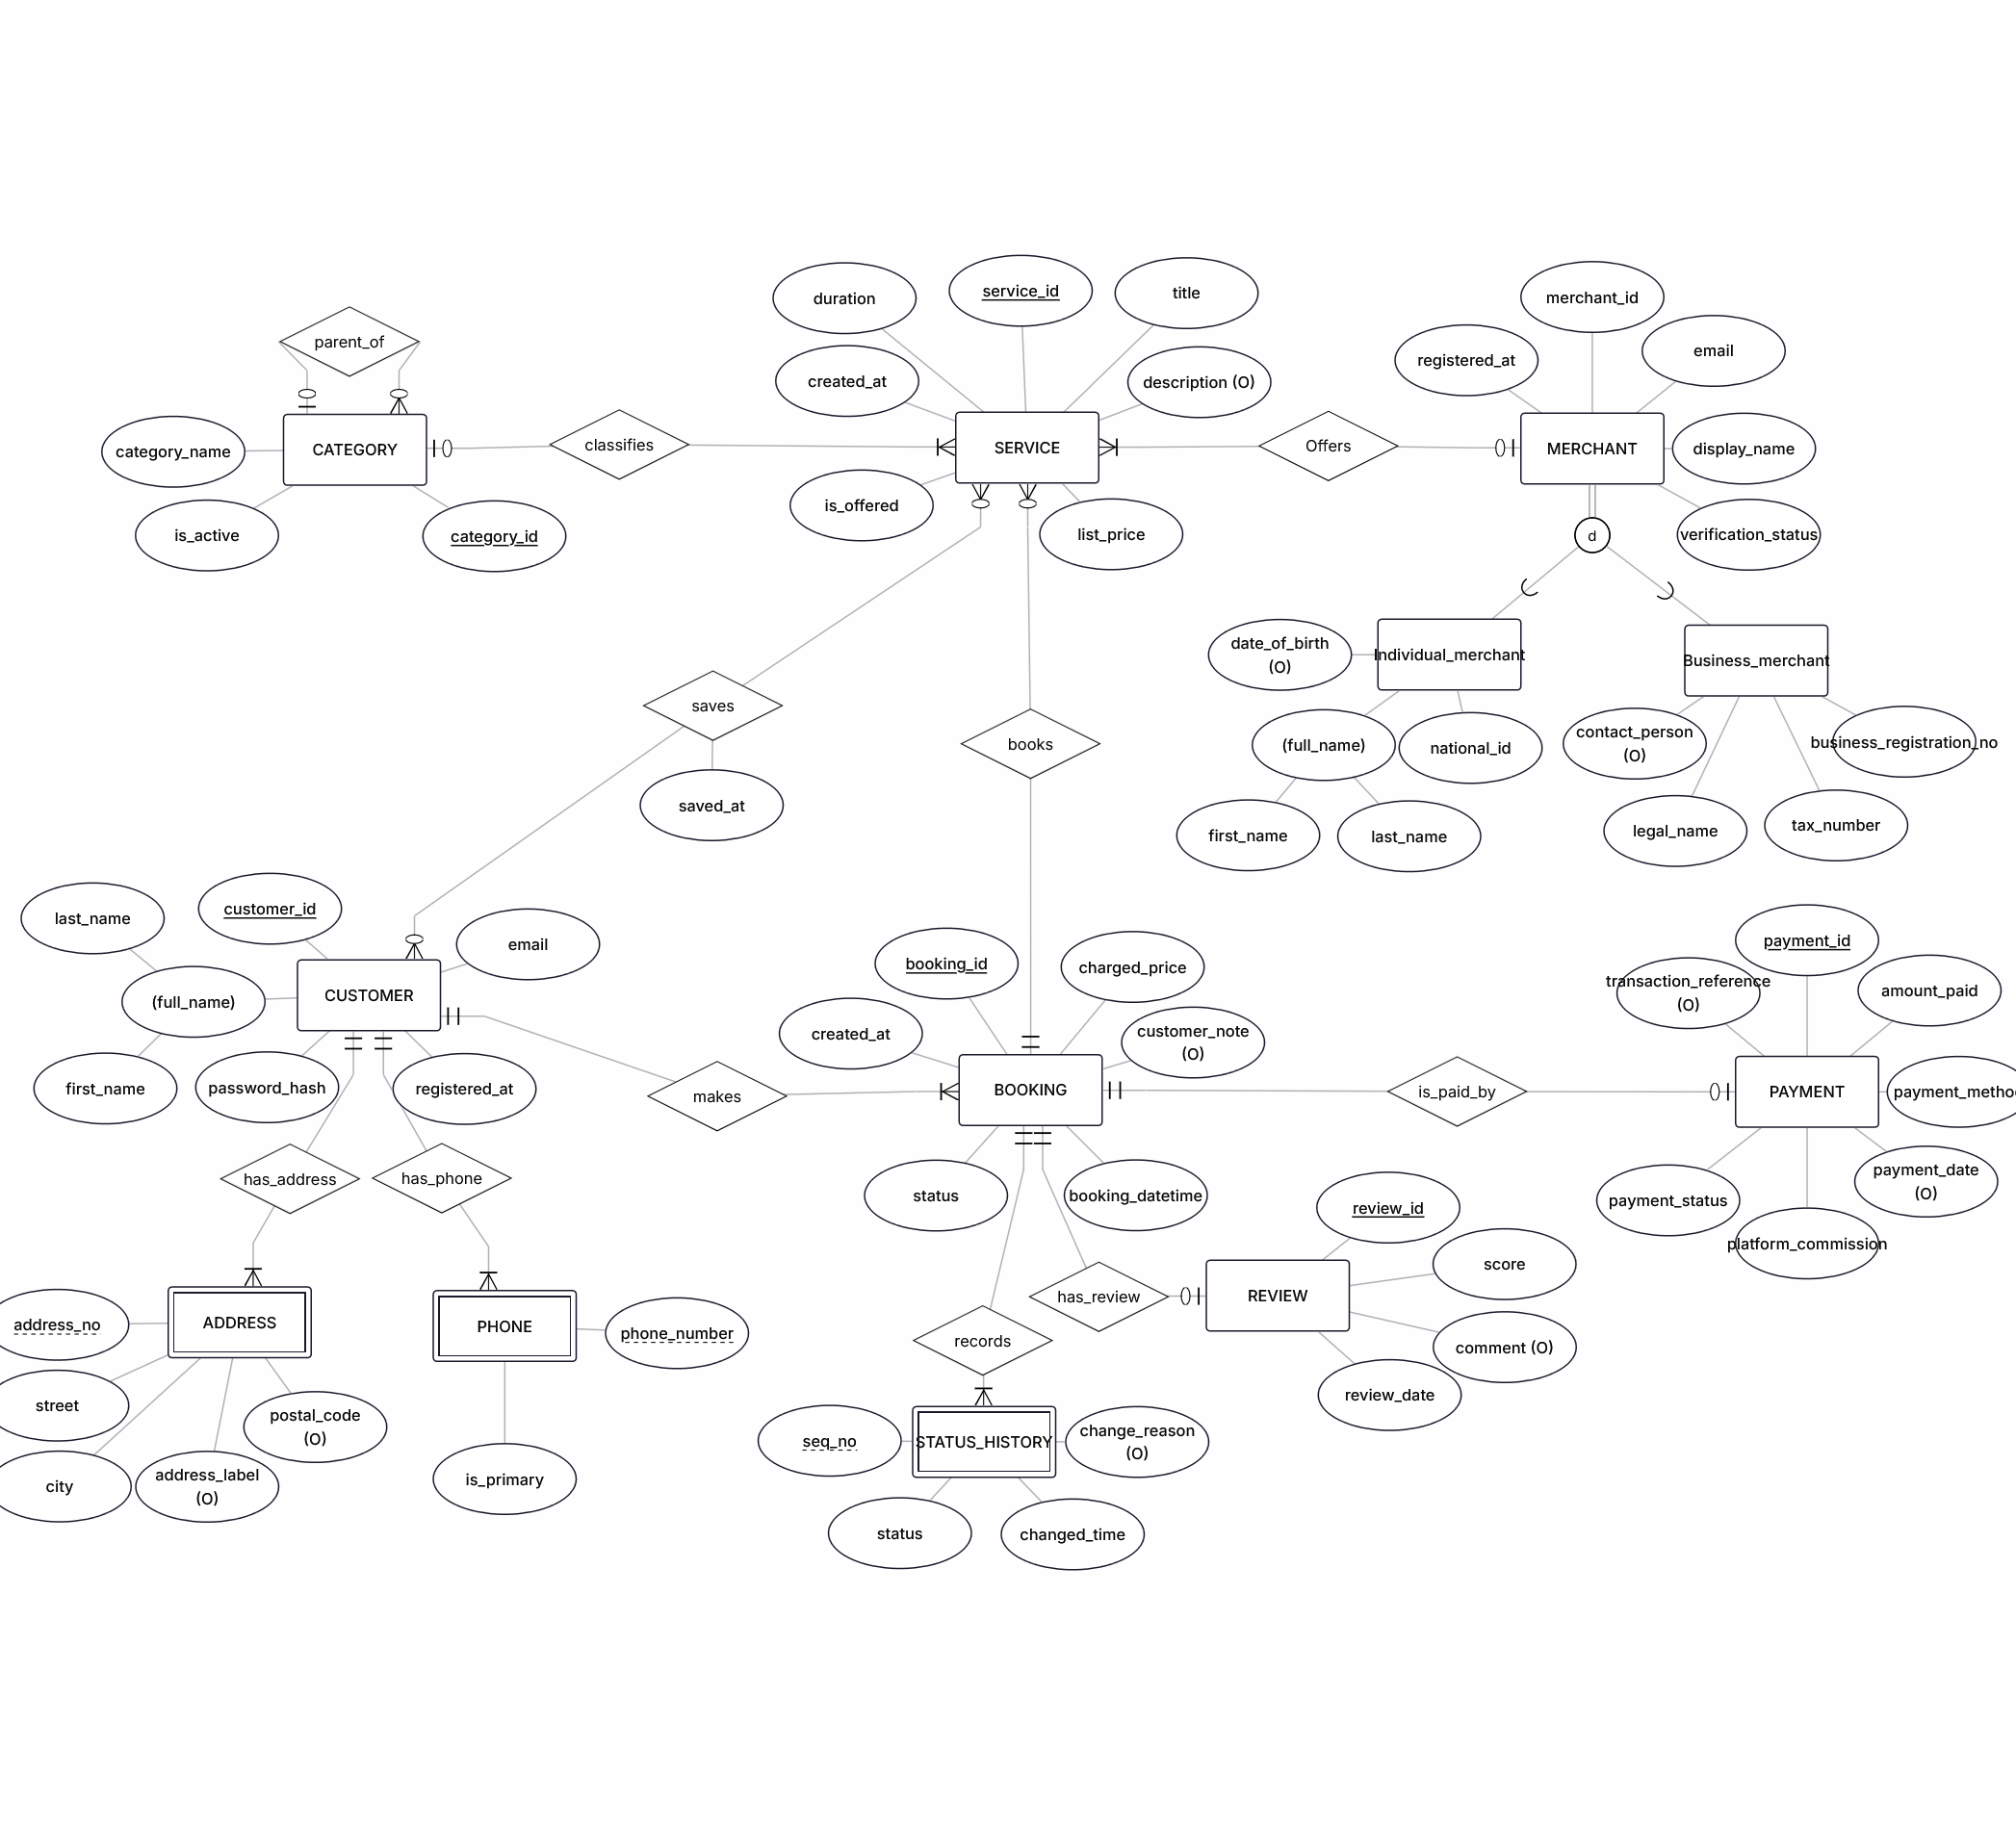 duration
service_id
title
merchant_id
parent_of
registered_at
email
created_at
description (O)
category_name
CATEGORY
classifies
SERVICE
Offers
MERCHANT
display_name
is_active
category_id
is_offered
list_price
d
verification_status
date_of_birth
(O)
Individual_merchant
Business_merchant
saves
books
(full_name)
national_id
contact_person
(O)
business_registration_no
saved_at
first_name
last_name
legal_name
tax_number
last_name
customer_id
email
booking_id
charged_price
payment_id
(full_name)
CUSTOMER
transaction_reference
(O)
amount_paid
created_at
customer_note
(O)
first_name
password_hash
registered_at
makes
BOOKING
is_paid_by
PAYMENT
payment_metho
has_address
has_phone
status
booking_datetime
review_id
payment_status
payment_date
(O)
platform_commission
score
address_no
ADDRESS
PHONE
phone_number
records
has_review
REVIEW
comment (O)
street
postal_code
(O)
review_date
seq_no
STATUS_HISTORY
change_reason
(O)
city
address_label
(O)
is_primary
status
changed_time